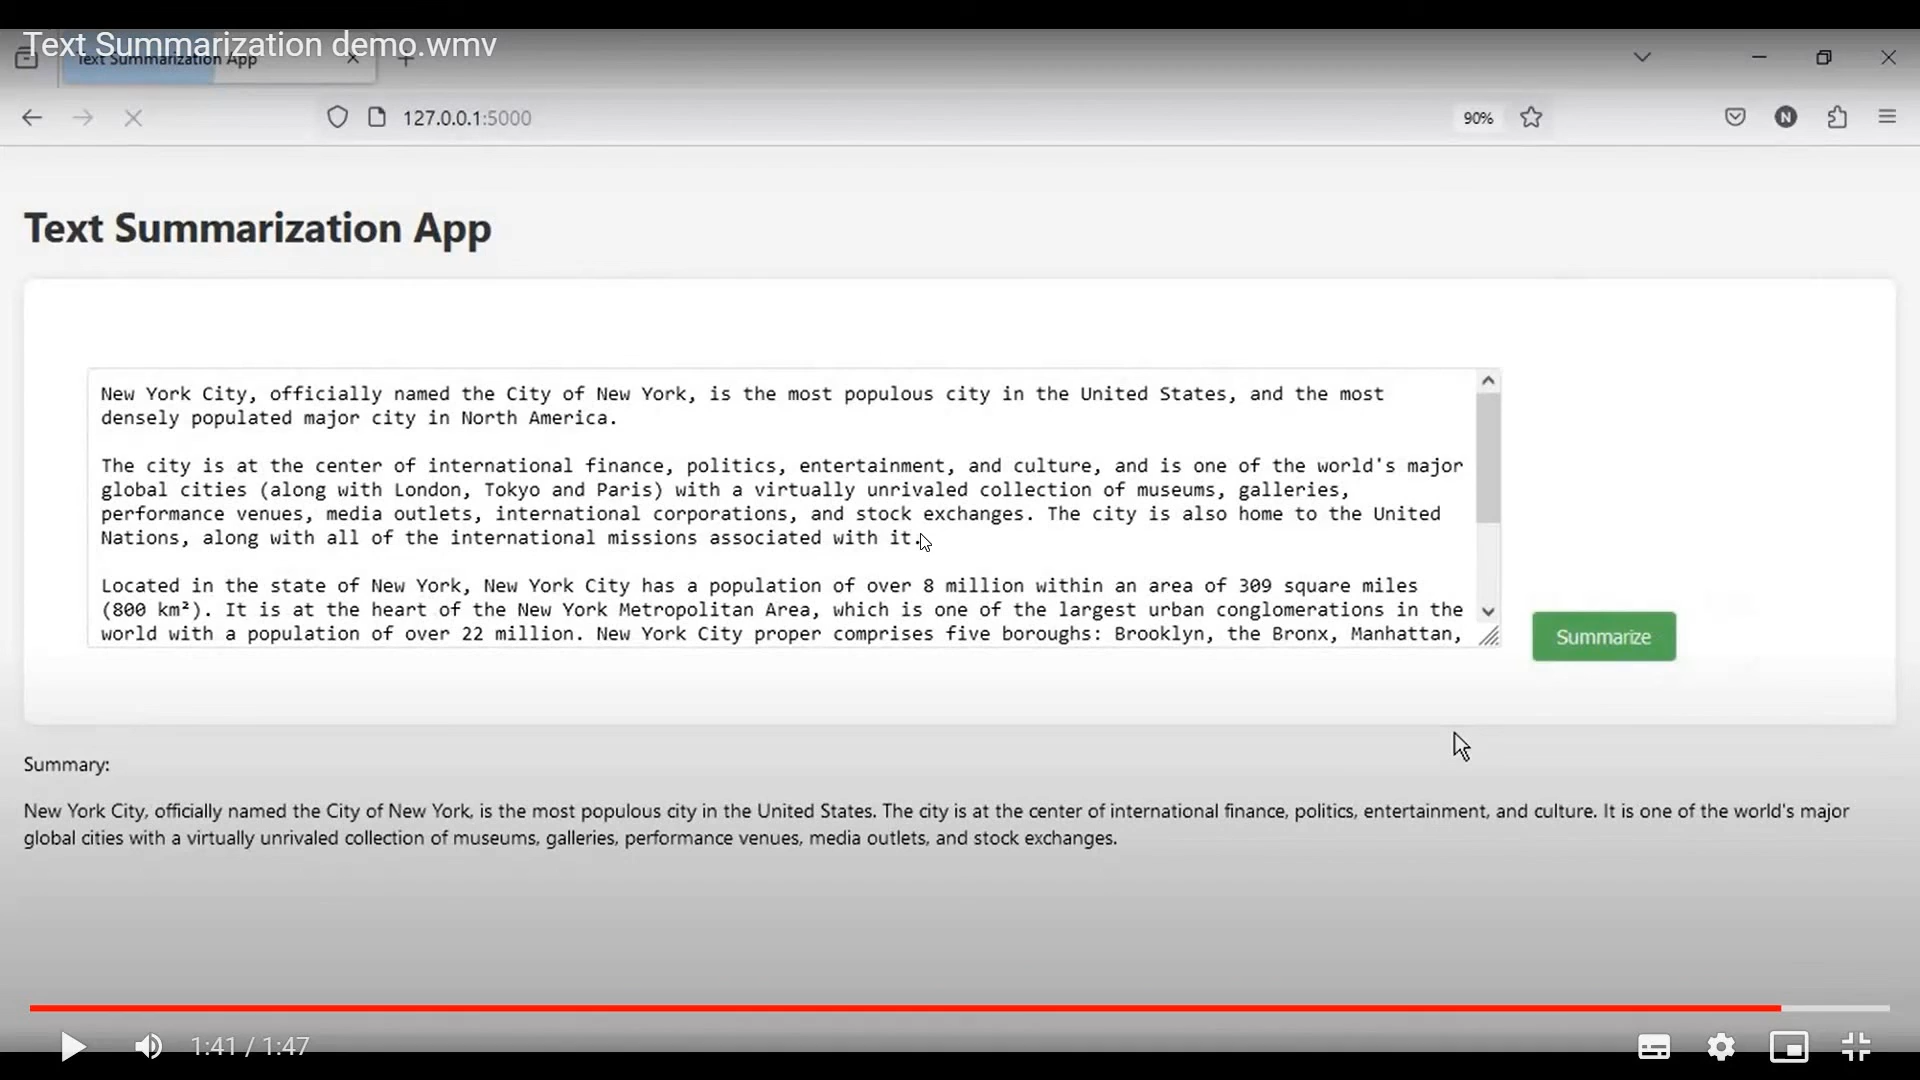 Text Summarization demo.wmv
Text Summarization App
127.0.0.1:5000
90%
N
Text Summarization App
New York City, officially named the City of New York, is the most populous city in the United States, and the most
densely populated major city in North America.
The city is at the center of international finance, politics, entertainment, and culture, and is one of the world's major
global cities (along with London, Tokyo and Paris) with a virtually unrivaled collection of museums, galleries,
performance venues, media outlets, international corporations, and stock exchanges. The city is also home to the United
Nations, along with all of the international missions associated with it.
Located in the state of New York, New York City has a population of over 8 million within an area of 309 square miles
(800 km²). It is at the heart of the New York Metropolitan Area, which is one of the largest urban conglomerations in the
world with a population of over 22 million. New York City proper comprises five boroughs: Brooklyn, the Bronx, Manhattan,
Summarize
Summary:
New York City, officially named the City of New York, is the most populous city in the United States. The city is at the center of international finance, politics, entertainment, and culture. It is one of the world's major
global cities with a virtually unrivaled collection of museums, galleries, performance venues, media outlets, and stock exchanges.
1:41 / 1:47